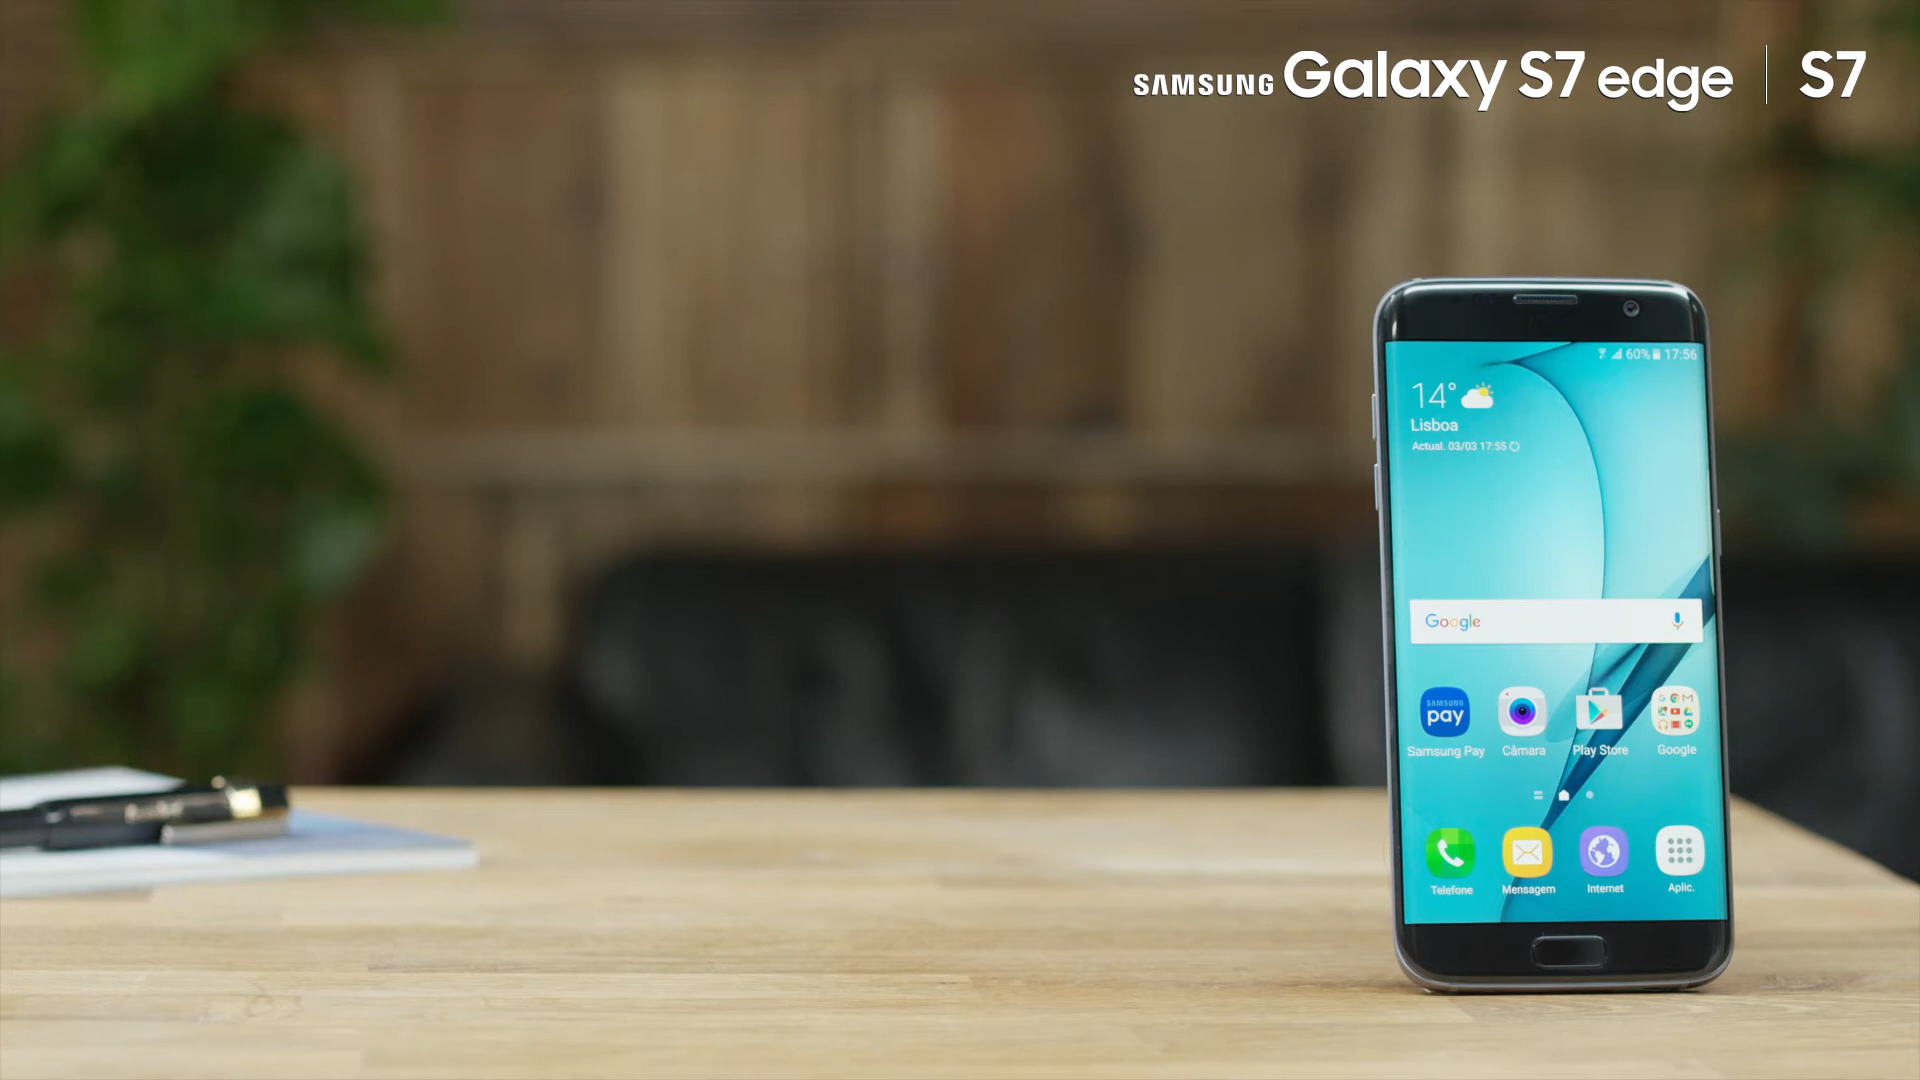 SAMSUNG Galaxy S7 edge | S7
60% 17:56
14°
Lisboa
Actual. 03/03 17:55
Google
SAMSUNG
pay
Samsung Pay Câmara Play Store Google
Telefone Mensagem Internet Aplic.